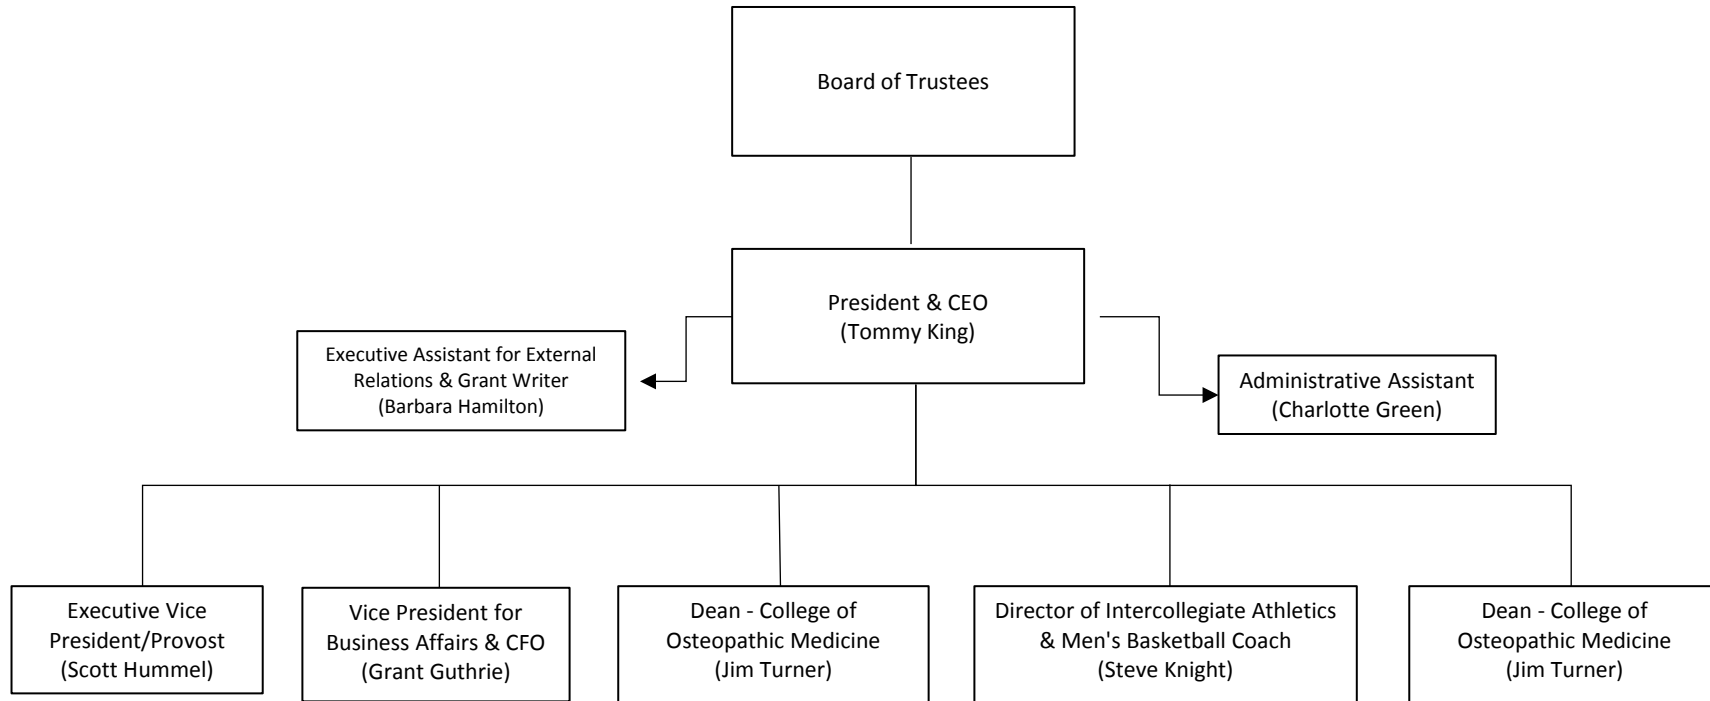 Board of Trustees
President & CEO
(Tommy King)
Executive Assistant for External
Relations & Grant Writer
(Barbara Hamilton)
Administrative Assistant
(Charlotte Green)
Executive Vice
President/Provost
(Scott Hummel)
Vice President for
Business Affairs & CFO
(Grant Guthrie)
Dean - College of
Osteopathic Medicine
(Jim Turner)
Director of Intercollegiate Athletics
& Men's Basketball Coach
(Steve Knight)
Dean - College of
Osteopathic Medicine
(Jim Turner)